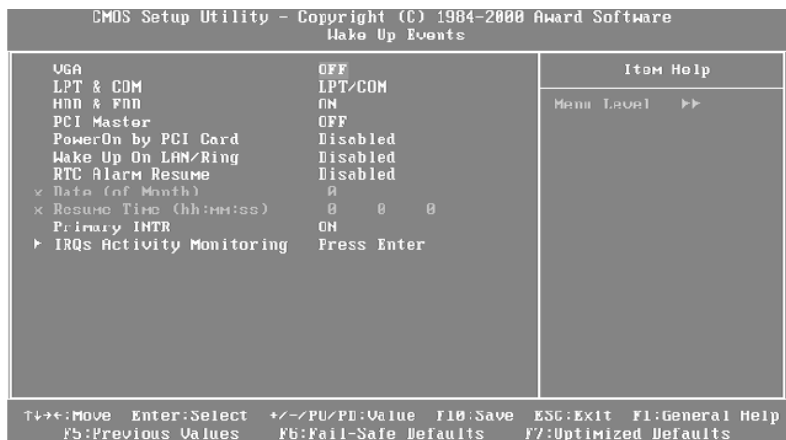 CMOS Setup Utility - Copyright (C) 1984-2000 Award Software
Wake Up Events
VGA OFF
LPT & COM LPT/COM
HDD & FDD ON
PCI Master OFF
PowerOn by PCI Card Disabled
Wake Up On LAN/Ring Disabled
RTC Alarm Resume Disabled
x Date (of Month) 0
x Resume Time (hh:mm:ss) 0 0 0
Primary INTR ON
► IRQs Activity Monitoring Press Enter
Item Help
Menu Level ►►
↑↓→←:Move Enter:Select +/-/PU/PD:Value F10:Save ESC:Exit F1:General Help
F5:Previous Values F6:Fail-Safe Defaults F7:Optimized Defaults